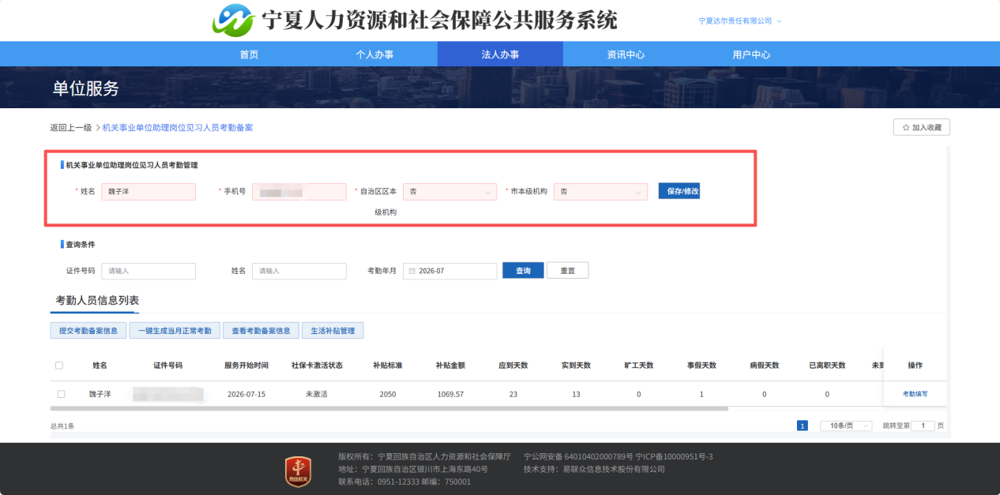 宁夏人力资源和社会保障公共服务系统
宁夏达尔责任有限公司
首页 个人办事 法人办事 资讯中心 用户中心
单位服务
返回上一级 > 机关事业单位助理岗位见习人员考勤备案
加入收藏
机关事业单位助理岗位见习人员考勤管理
* 姓名 魏子洋 * 手机号 * 自治区区本级机构 否 * 市本级机构 否 保存/修改
查询条件
证件号码 请输入 姓名 请输入 考勤年月 2026-07 查询 重置
考勤人员信息列表
提交考勤备案信息 一键生成当月正常考勤 查看考勤备案信息 生活补贴管理
姓名 证件号码 服务开始时间 社保卡激活状态 补贴标准 补贴金额 应到天数 实到天数 旷工天数 事假天数 病假天数 已离职天数 操作
魏子洋 2026-07-15 未激活 2050 1069.57 23 13 0 1 0 0 考勤填写
总共1条 1 10条/页 跳转至第 1 页
党政机关
版权所有：宁夏回族自治区人力资源和社会保障厅 宁公网安备 64010402000789号 宁ICP备10000951号-3
地址：宁夏回族自治区银川市上海东路40号 技术支持：易联众信息技术股份有限公司
联系电话：0951-12333 邮编：750001